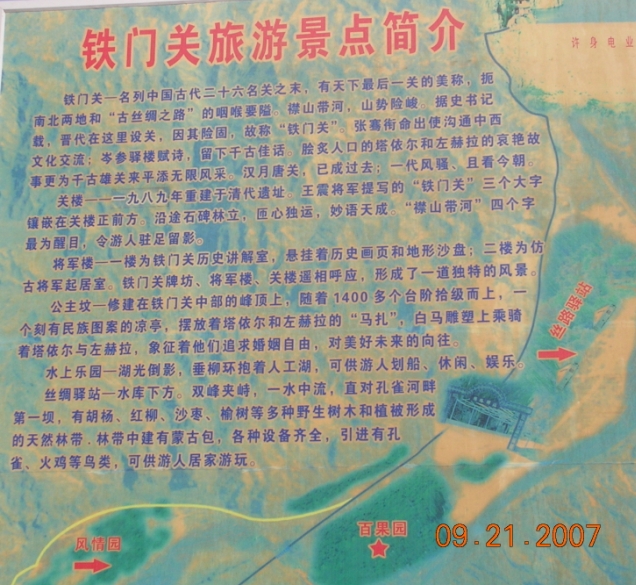 铁门关旅游景点简介
铁门关—名列中国古代二十六名关之末，有天下最后一关的美称，扼
南北两地和“古丝绸之路”的咽喉要隘。襟山带河，山势险峻。据史书记
载，晋代在这里设关，因其险固，故称“铁门关”。张骞衔命出使沟通中西
文化交流；岑参驿楼赋诗，留下千古佳话。脍炙人口的塔依尔和左赫拉的哀艳故
事更为千古雄关来平添无限风采。汉月唐关，已成过去；一代风骚、且看今朝。
关楼——一九八九年重建于清代遗址。王震将军提写的“铁门关”三个大字
镶嵌在关楼正前方。沿途石碑林立，匠心独运，妙语天成。“襟山带河”四个字
最为醒目，令游人驻足留影。
将军楼—一楼为铁门关历史讲解室，悬挂着历史画页和地形沙盘；二楼为仿
古将军起居室。铁门关牌坊、将军楼、关楼遥相呼应，形成了一道独特的风景。
公主坟—修建在铁门关中部的峰顶上，随着1400多个台阶拾级而上，一
个刻有民族图案的凉亭，摆放着塔依尔和左赫拉的“马扎”，白马雕塑上乘骑
着塔依尔与左赫拉，象征着他们追求婚姻自由，对美好未来的向往。
水上乐园—湖光倒影，垂柳环抱着人工湖，可供游人划船、休闲、娱乐。
丝绸驿站—水库下方。双峰夹峙，一水中流，直对孔雀河畔
第一坝，有胡杨、红柳、沙枣、榆树等多种野生树木和植被形成
的天然林带．林带中建有蒙古包，各种设备齐全，引进有孔
雀、火鸡等鸟类，可供游人居家游玩。
许身电业
丝路驿站
百果园
风情园
09.21.2007